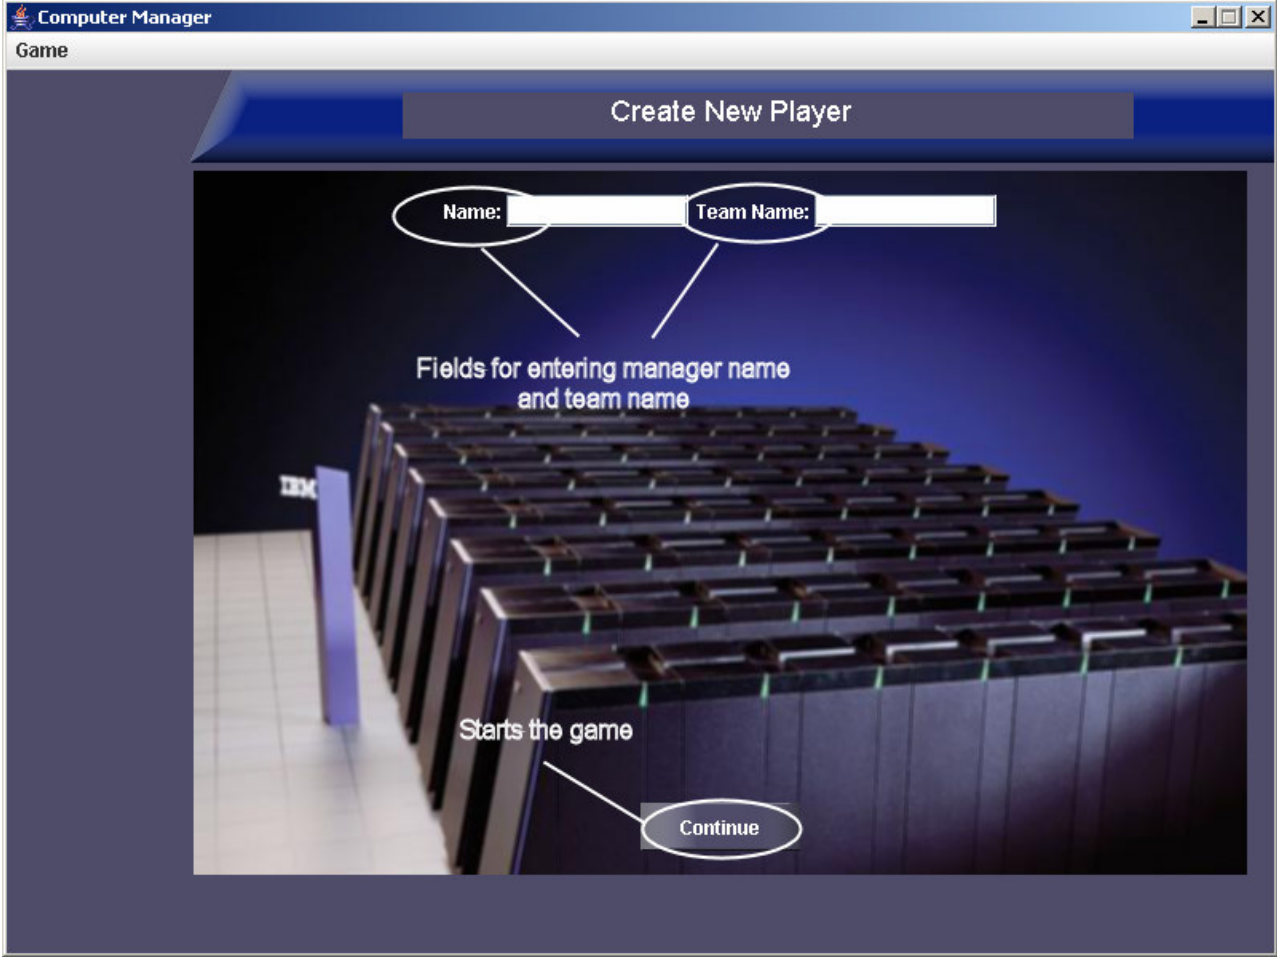 Computer Manager
Game
Create New Player
Name: Team Name:
Fields for entering manager name
and team name
IBM
Starts the game
Continue